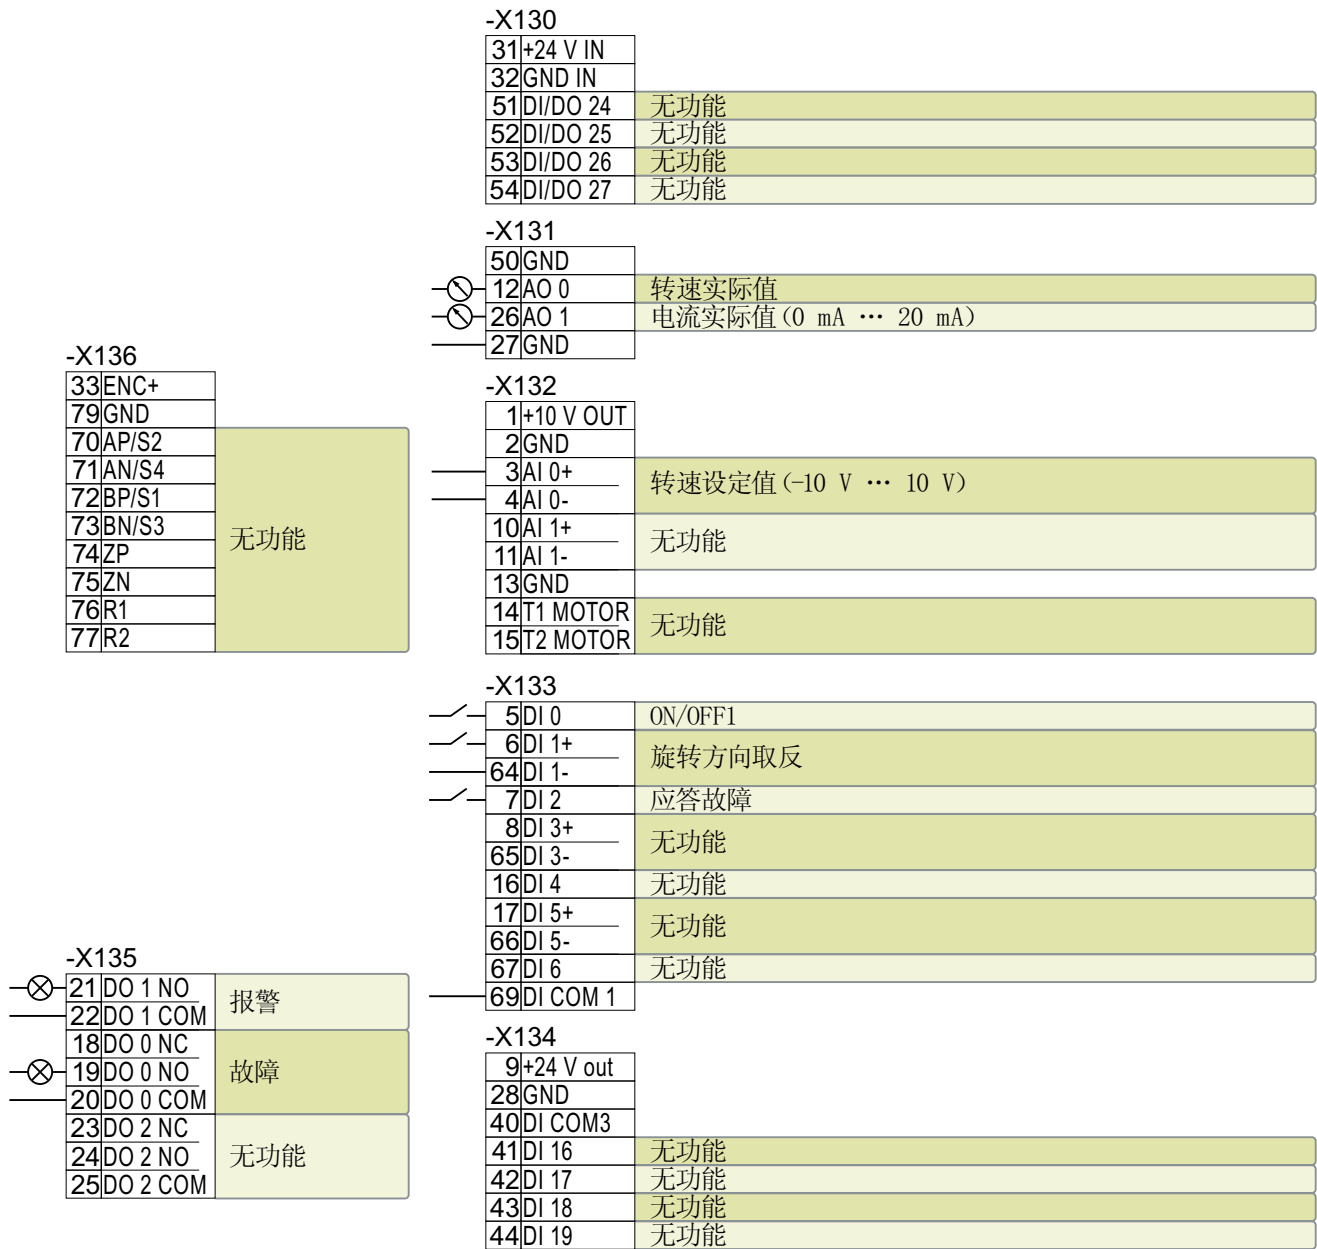 -X130
31 +24 V IN
32 GND IN
51 DI/DO 24 无功能
52 DI/DO 25 无功能
53 DI/DO 26 无功能
54 DI/DO 27 无功能
-X131
50 GND
12 AO 0 转速实际值
26 AO 1 电流实际值(0 mA ⋯ 20 mA)
27 GND
-X132
1 +10 V OUT
2 GND
3 AI 0+
转速设定值(-10 V ⋯ 10 V)
4 AI 0-
10 AI 1+
无功能
11 AI 1-
13 GND
14 T1 MOTOR
无功能
15 T2 MOTOR
-X133
5 DI 0 ON/OFF1
6 DI 1+
旋转方向取反
64 DI 1-
7 DI 2 应答故障
8 DI 3+
无功能
65 DI 3-
16 DI 4 无功能
17 DI 5+
无功能
66 DI 5-
67 DI 6 无功能
69 DI COM 1
-X134
9 +24 V out
28 GND
40 DI COM3
41 DI 16 无功能
42 DI 17 无功能
43 DI 18 无功能
44 DI 19 无功能
-X136
33 ENC+
79 GND
70 AP/S2
71 AN/S4
72 BP/S1
73 BN/S3
无功能
74 ZP
75 ZN
76 R1
77 R2
-X135
21 DO 1 NO
报警
22 DO 1 COM
18 DO 0 NC
19 DO 0 NO 故障
20 DO 0 COM
23 DO 2 NC
24 DO 2 NO 无功能
25 DO 2 COM